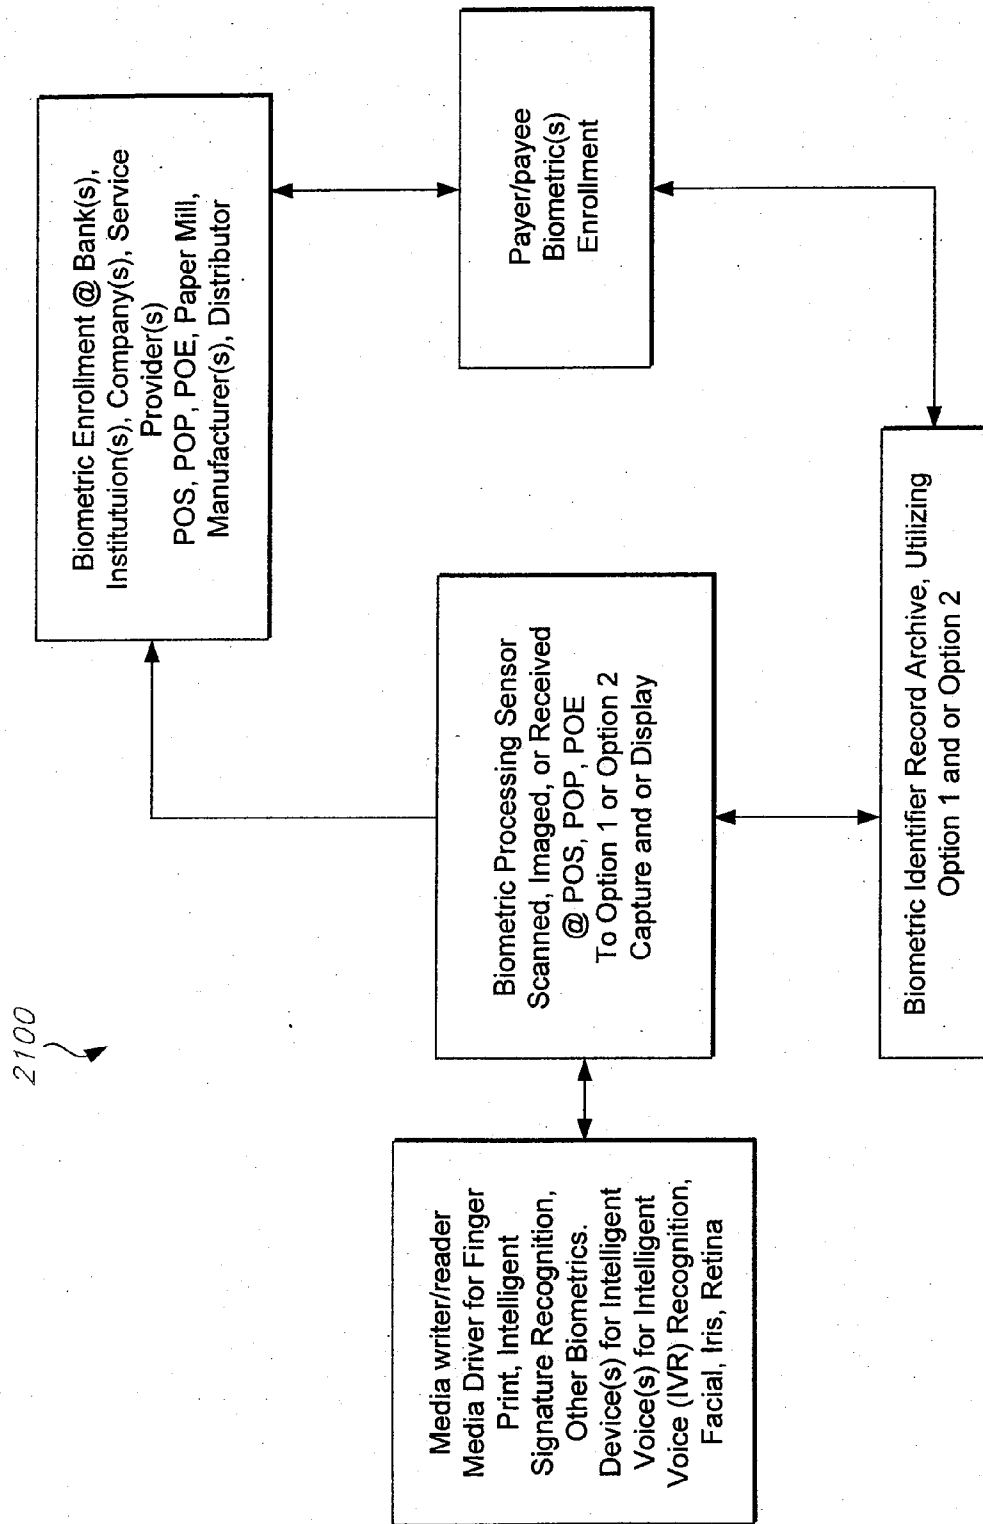 2100
Biometric Enrollment @ Bank(s),
Instituion(s), Company(s), Service
Provider(s)
POS, POP, POE, Paper Mill,
Manufacturer(s), Distributor
Payer/payee
Biometric(s)
Enrollment
Biometric Processing Sensor
Scanned, Imaged, or Received
@ POS, POP, POE
To Option 1 or Option 2
Capture and or Display
Media writer/reader
Media Driver for Finger
Print, Intelligent
Signature Recognition,
Other Biometrics.
Device(s) for Intelligent
Voice(s) for Intelligent
Voice (IVR) Recognition,
Facial, Iris, Retina
Biometric Identifier Record Archive, Utilizing
Option 1 and or Option 2